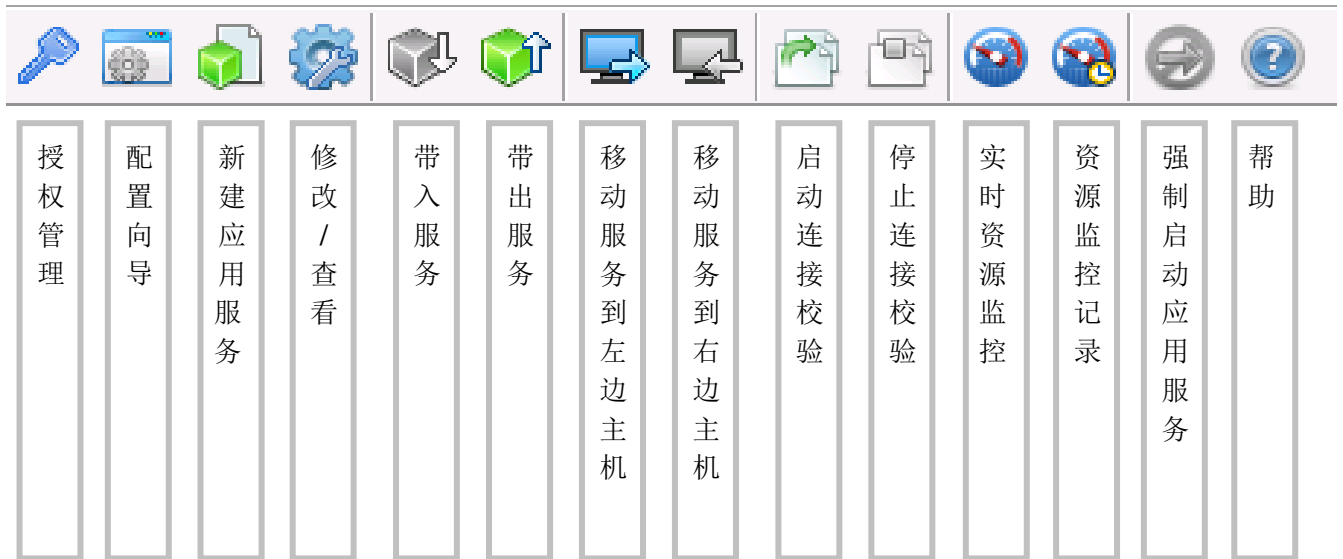 授权管理
配置向导
新建应用服务
修改/查看
带入服务
带出服务
移动服务到左边主机
移动服务到右边主机
启动连接校验
停止连接校验
实时资源监控
资源监控记录
强制启动应用服务
帮助